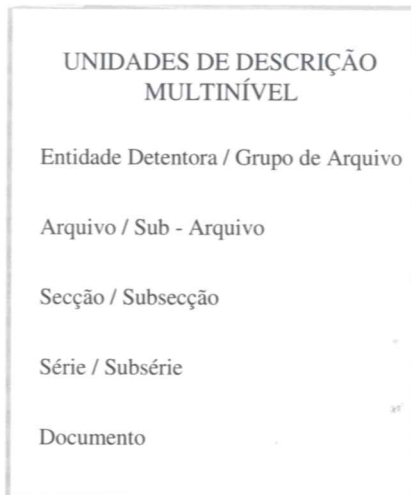 UNIDADES DE DESCRIÇÃO
MULTINÍVEL
Entidade Detentora / Grupo de Arquivo
Arquivo / Sub - Arquivo
Secção / Subsecção
Série / Subsérie
Documento